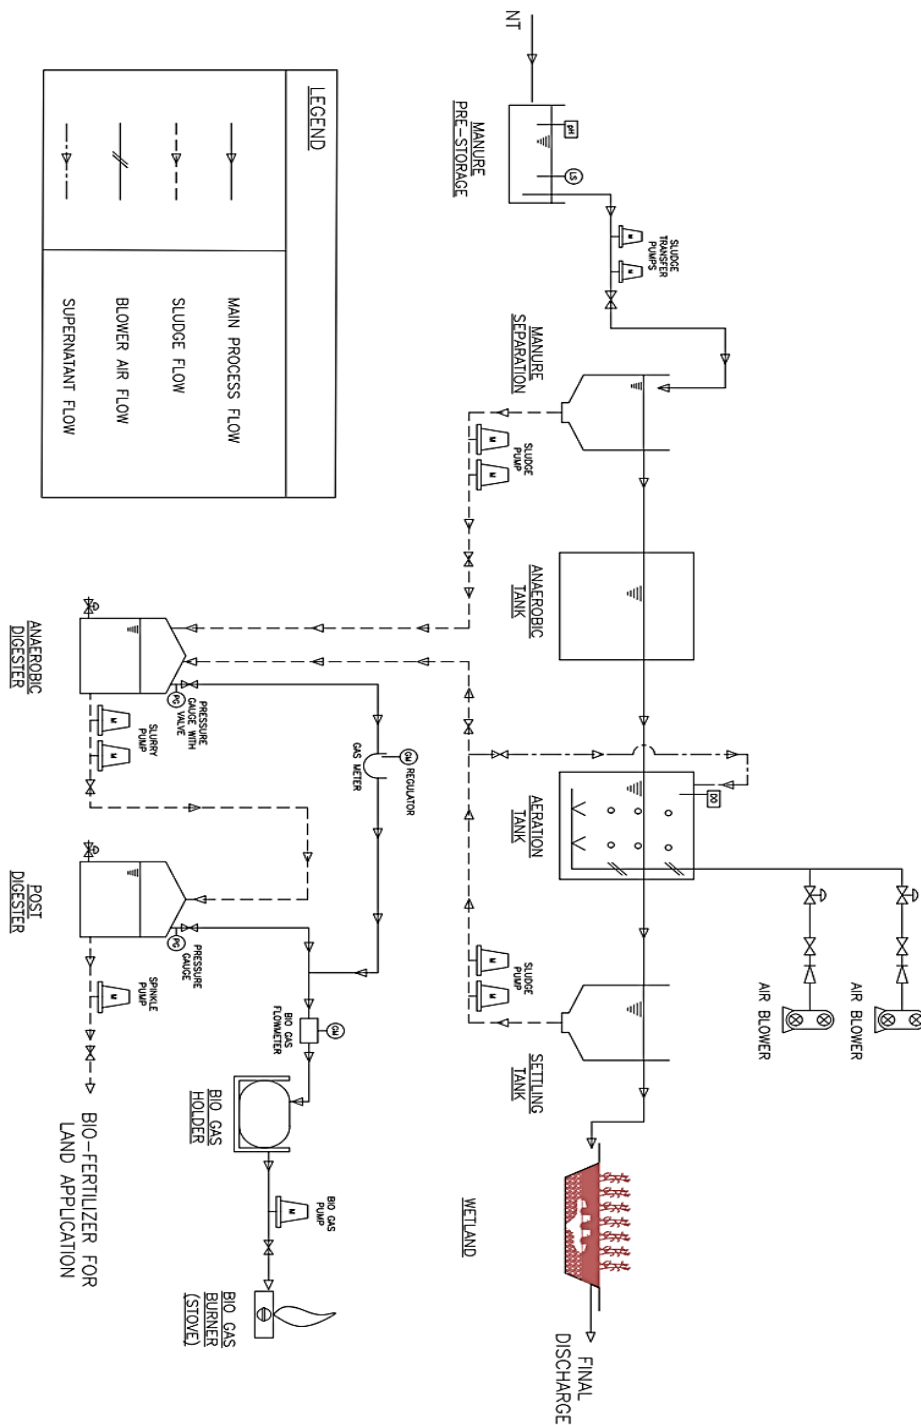 NT
pH
LS
MANURE
PRE-STORAGE
M
M
SLUDGE
TRANSFER
PUMPS
MANURE
SEPARATION
M
M
SLUDGE
PUMP
ANAEROBIC
TANK
DO
AERATION
TANK
AIR BLOWER
AIR BLOWER
M
M
SLUDGE
PUMP
SETTLING
TANK
WETLAND
FINAL
DISCHARGE
ANAEROBIC
DIGESTER
PG
PRESSURE
GAUGE WITH
VALVE
M
M
SLURRY
PUMP
GM
REGULATOR
GAS METER
POST
DIGESTER
PG
PRESSURE
GAUGE
M
SPINKLE
PUMP
GM
BIO GAS
FLOWMETER
BIO GAS
HOLDER
M
BIO GAS
PUMP
BIO GAS
BURNER
(STOVE)
BIO-FERTILIZER FOR
LAND APPLICATION
LEGEND
MAIN PROCESS FLOW
SLUDGE FLOW
BLOWER AIR FLOW
SUPERNATANT FLOW